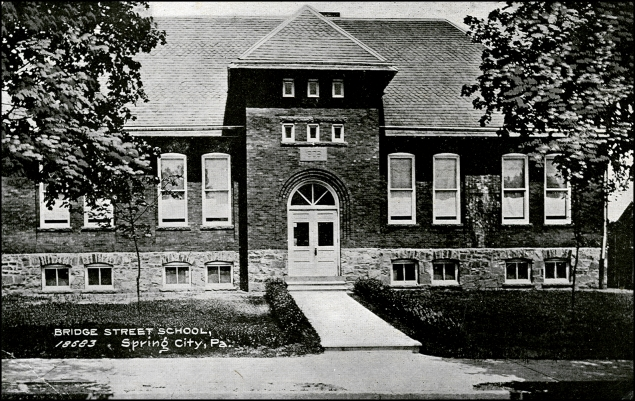 BRIDGE STREET SCHOOL,
18583 Spring City, Pa.